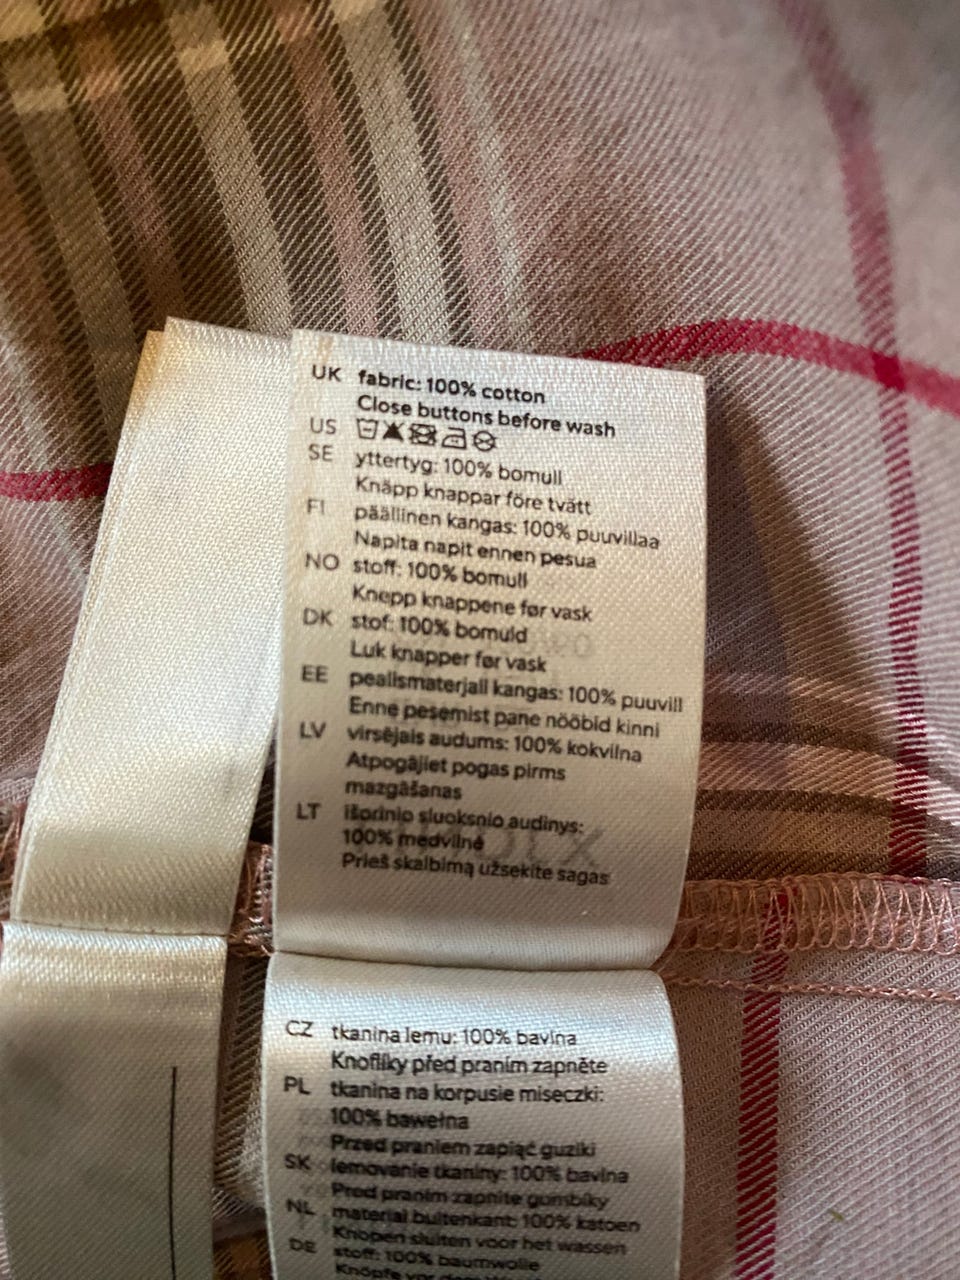 UK fabric: 100% cotton
Close buttons before wash
US
SE yttertyg: 100% bomull
Knäpp knappar före tvätt
FI päällinen kangas: 100% puuvillaa
Napita napit ennen pesua
NO stoff: 100% bomull
Knepp knappene før vask
DK stof: 100% bomuld
Luk knapper før vask
EE pealismaterjali kangas: 100% puuvill
Enne pesemist pane nööbid kinni
LV virsējais audums: 100% kokvilna
Atpogājiet pogas pirms
mazgāšanas
LT išorinio sluoksnio audinys:
100% medvilnė
Prieš skalbimą užsekite sagas
CZ tkanina lemu: 100% bavlna
Knoflíky před praním zapněte
PL tkanina na korpusie miseczki:
100% bawełna
Przed praniem zapiąć guziki
SK lemovanie tkaniny: 100% bavlna
Pred praním zapnite gombíky
NL materiaal buitenkant: 100% katoen
Knopen sluiten voor het wassen
DE stoff: 100% baumwolle
Knöpfe vor dem